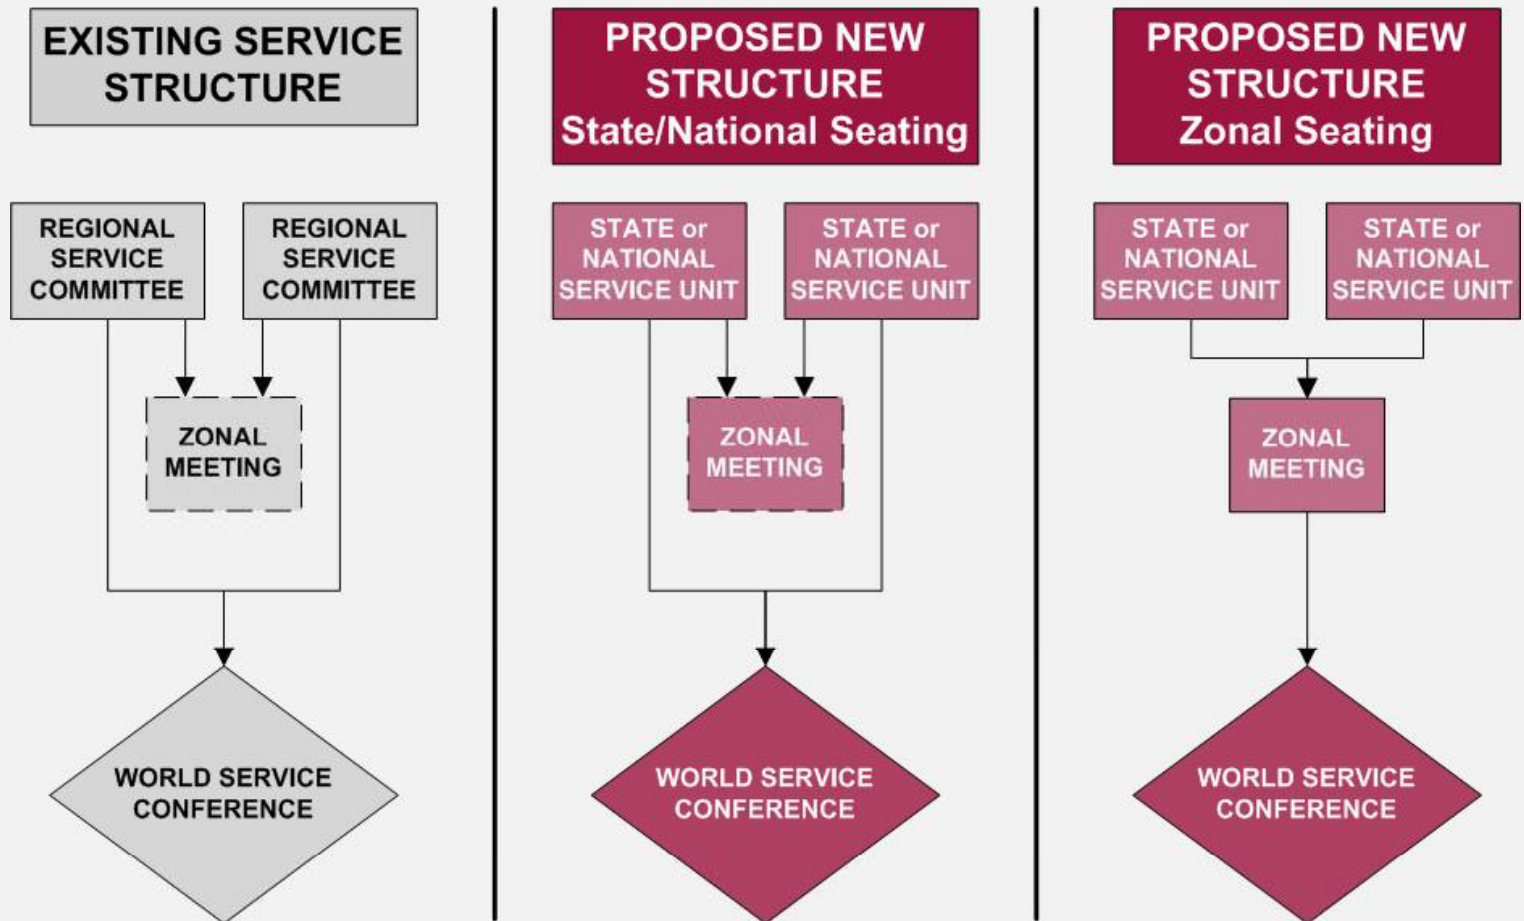 EXISTING SERVICE
STRUCTURE
REGIONAL
SERVICE
COMMITTEE
REGIONAL
SERVICE
COMMITTEE
ZONAL
MEETING
WORLD SERVICE
CONFERENCE
PROPOSED NEW
STRUCTURE
State/National Seating
STATE or
NATIONAL
SERVICE UNIT
STATE or
NATIONAL
SERVICE UNIT
ZONAL
MEETING
WORLD SERVICE
CONFERENCE
PROPOSED NEW
STRUCTURE
Zonal Seating
STATE or
NATIONAL
SERVICE UNIT
STATE or
NATIONAL
SERVICE UNIT
ZONAL
MEETING
WORLD SERVICE
CONFERENCE